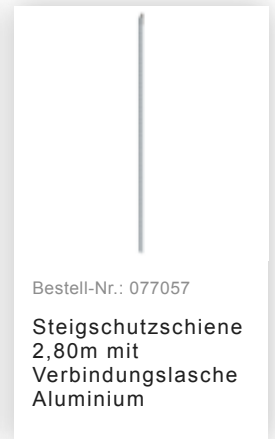 Bestell-Nr.: 077057
Steigschutzschiene
2,80m mit
Verbindungslasche
Aluminium